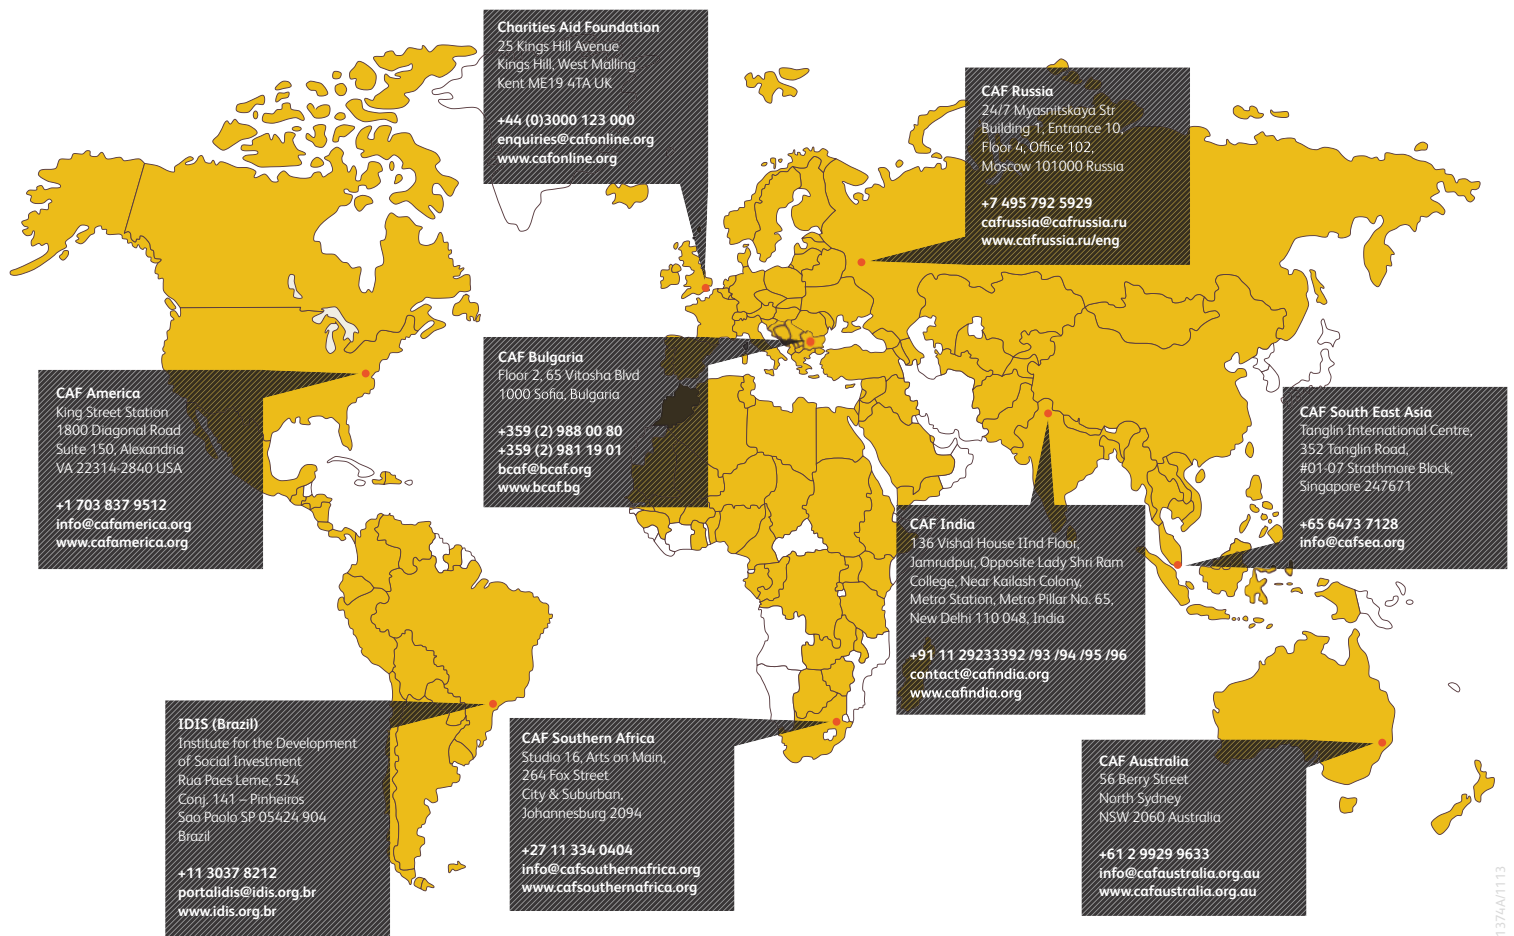 Charities Aid Foundation
25 Kings Hill Avenue
Kings Hill, West Malling
Kent ME19 4TA UK
+44 (0)3000 123 000
enquiries@cafonline.org
www.cafonline.org
CAF Russia
24/7 Myasnitskaya Str
Building 1, Entrance 10,
Floor 4, Office 102,
Moscow 101000 Russia
+7 495 792 5929
cafrussia@cafrussia.ru
www.cafrussia.ru/eng
CAF Bulgaria
Floor 2, 65 Vitosha Blvd
1000 Sofia, Bulgaria
+359 (2) 988 00 80
+359 (2) 981 19 01
bcaf@bcaf.org
www.bcaf.bg
CAF America
King Street Station
1800 Diagonal Road
Suite 150, Alexandria
VA 22314-2840 USA
+1 703 837 9512
info@cafamerica.org
www.cafamerica.org
CAF South East Asia
Tanglin International Centre
352 Tanglin Road,
#01-07 Strathmore Block,
Singapore 247671
+65 6473 7128
info@cafsea.org
CAF India
136 Vishal House IInd Floor,
Jamrudpur, Opposite Lady Shri Ram
College, Near Kailash Colony,
Metro Station, Metro Pillar No. 65,
New Delhi 110 048, India
+91 11 29233392 /93 /94 /95 /96
contact@cafindia.org
www.cafindia.org
IDIS (Brazil)
Institute for the Development
of Social Investment
Rua Paes Leme, 524
Conj. 141 – Pinheiros
Sao Paolo SP 05424 904
Brazil
+11 3037 8212
portalidis@idis.org.br
www.idis.org.br
CAF Southern Africa
Studio 16, Arts on Main,
264 Fox Street
City & Suburban,
Johannesburg 2094
+27 11 334 0404
info@cafsouthernafrica.org
www.cafsouthernafrica.org
CAF Australia
56 Berry Street
North Sydney
NSW 2060 Australia
+61 2 9929 9633
info@cafaustralia.org.au
www.cafaustralia.org.au
1374A/1113